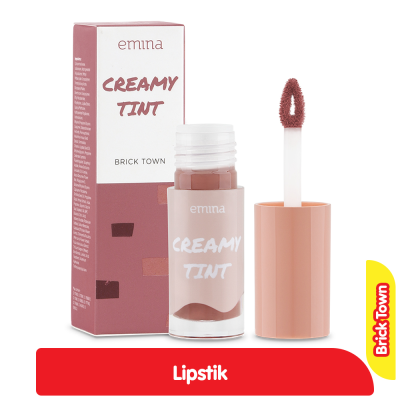 emina
CREAMY
TINT
BRICK TOWN
emina
CREAMY
TINT
Brick Town
Lipstik